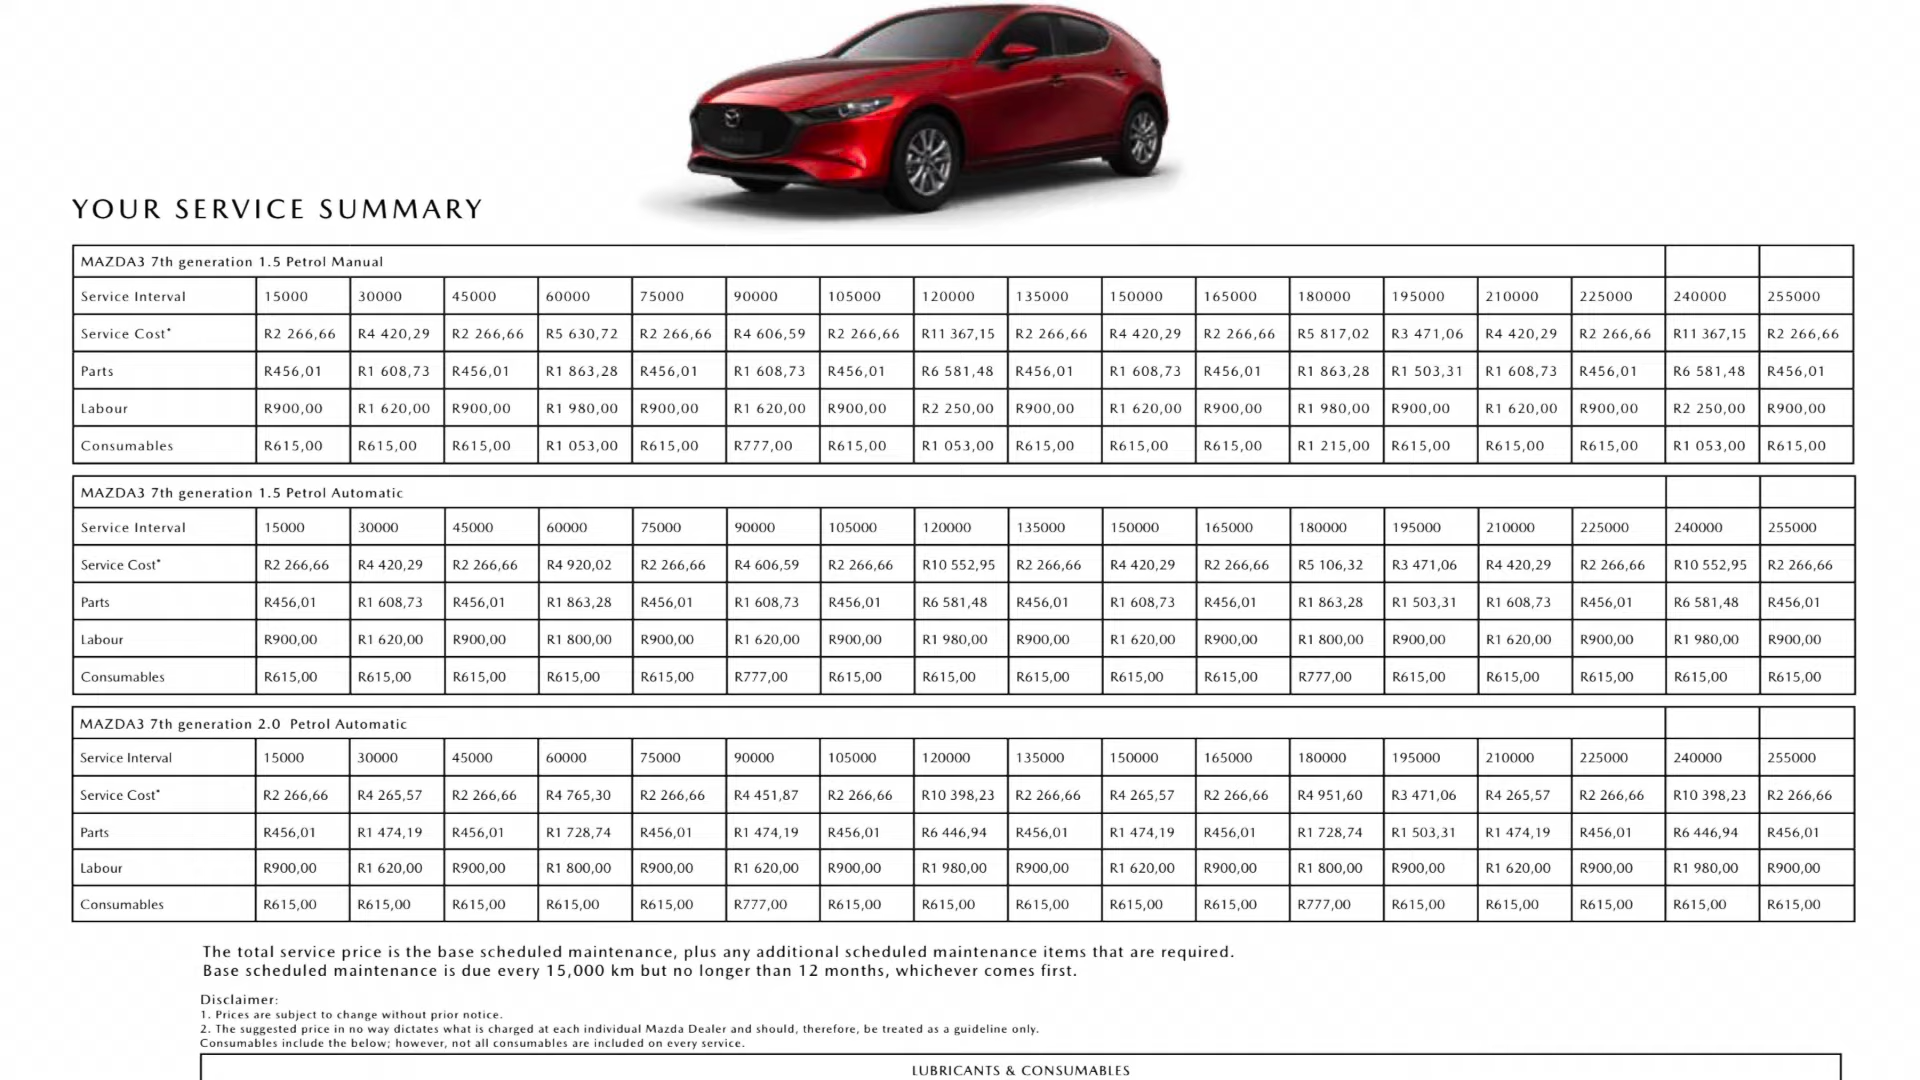 YOUR SERVICE SUMMARY
MAZDA3 7th generation 1.5 Petrol Manual
Service Interval 15000 30000 45000 60000 75000 90000 105000 120000 135000 150000 165000 180000 195000 210000 225000 240000 255000
Service Cost* R2 266,66 R4 420,29 R2 266,66 R5 630,72 R2 266,66 R4 606,59 R2 266,66 R11 367,15 R2 266,66 R4 420,29 R2 266,66 R5 817,02 R3 471,06 R4 420,29 R2 266,66 R11 367,15 R2 266,66
Parts R456,01 R1 608,73 R456,01 R1 863,28 R456,01 R1 608,73 R456,01 R6 581,48 R456,01 R1 608,73 R456,01 R1 863,28 R1 503,31 R1 608,73 R456,01 R6 581,48 R456,01
Labour R900,00 R1 620,00 R900,00 R1 980,00 R900,00 R1 620,00 R900,00 R2 250,00 R900,00 R1 620,00 R900,00 R1 980,00 R900,00 R1 620,00 R900,00 R2 250,00 R900,00
Consumables R615,00 R615,00 R615,00 R1 053,00 R615,00 R777,00 R615,00 R1 053,00 R615,00 R615,00 R615,00 R1 215,00 R615,00 R615,00 R615,00 R1 053,00 R615,00
MAZDA3 7th generation 1.5 Petrol Automatic
Service Interval 15000 30000 45000 60000 75000 90000 105000 120000 135000 150000 165000 180000 195000 210000 225000 240000 255000
Service Cost* R2 266,66 R4 420,29 R2 266,66 R4 920,02 R2 266,66 R4 606,59 R2 266,66 R10 552,95 R2 266,66 R4 420,29 R2 266,66 R5 106,32 R3 471,06 R4 420,29 R2 266,66 R10 552,95 R2 266,66
Parts R456,01 R1 608,73 R456,01 R1 863,28 R456,01 R1 608,73 R456,01 R6 581,48 R456,01 R1 608,73 R456,01 R1 863,28 R1 503,31 R1 608,73 R456,01 R6 581,48 R456,01
Labour R900,00 R1 620,00 R900,00 R1 800,00 R900,00 R1 620,00 R900,00 R1 980,00 R900,00 R1 620,00 R900,00 R1 800,00 R900,00 R1 620,00 R900,00 R1 980,00 R900,00
Consumables R615,00 R615,00 R615,00 R615,00 R615,00 R777,00 R615,00 R615,00 R615,00 R615,00 R615,00 R777,00 R615,00 R615,00 R615,00 R615,00 R615,00
MAZDA3 7th generation 2.0 Petrol Automatic
Service Interval 15000 30000 45000 60000 75000 90000 105000 120000 135000 150000 165000 180000 195000 210000 225000 240000 255000
Service Cost* R2 266,66 R4 265,57 R2 266,66 R4 765,30 R2 266,66 R4 451,87 R2 266,66 R10 398,23 R2 266,66 R4 265,57 R2 266,66 R4 951,60 R3 471,06 R4 265,57 R2 266,66 R10 398,23 R2 266,66
Parts R456,01 R1 474,19 R456,01 R1 728,74 R456,01 R1 474,19 R456,01 R6 446,94 R456,01 R1 474,19 R456,01 R1 728,74 R1 503,31 R1 474,19 R456,01 R6 446,94 R456,01
Labour R900,00 R1 620,00 R900,00 R1 800,00 R900,00 R1 620,00 R900,00 R1 980,00 R900,00 R1 620,00 R900,00 R1 800,00 R900,00 R1 620,00 R900,00 R1 980,00 R900,00
Consumables R615,00 R615,00 R615,00 R615,00 R615,00 R777,00 R615,00 R615,00 R615,00 R615,00 R615,00 R777,00 R615,00 R615,00 R615,00 R615,00 R615,00
The total service price is the base scheduled maintenance, plus any additional scheduled maintenance items that are required.
Base scheduled maintenance is due every 15,000 km but no longer than 12 months, whichever comes first.
Disclaimer:
1. Prices are subject to change without prior notice.
2. The suggested price in no way dictates what is charged at each individual Mazda Dealer and should, therefore, be treated as a guideline only.
Consumables include the below; however, not all consumables are included on every service.
LUBRICANTS & CONSUMABLES